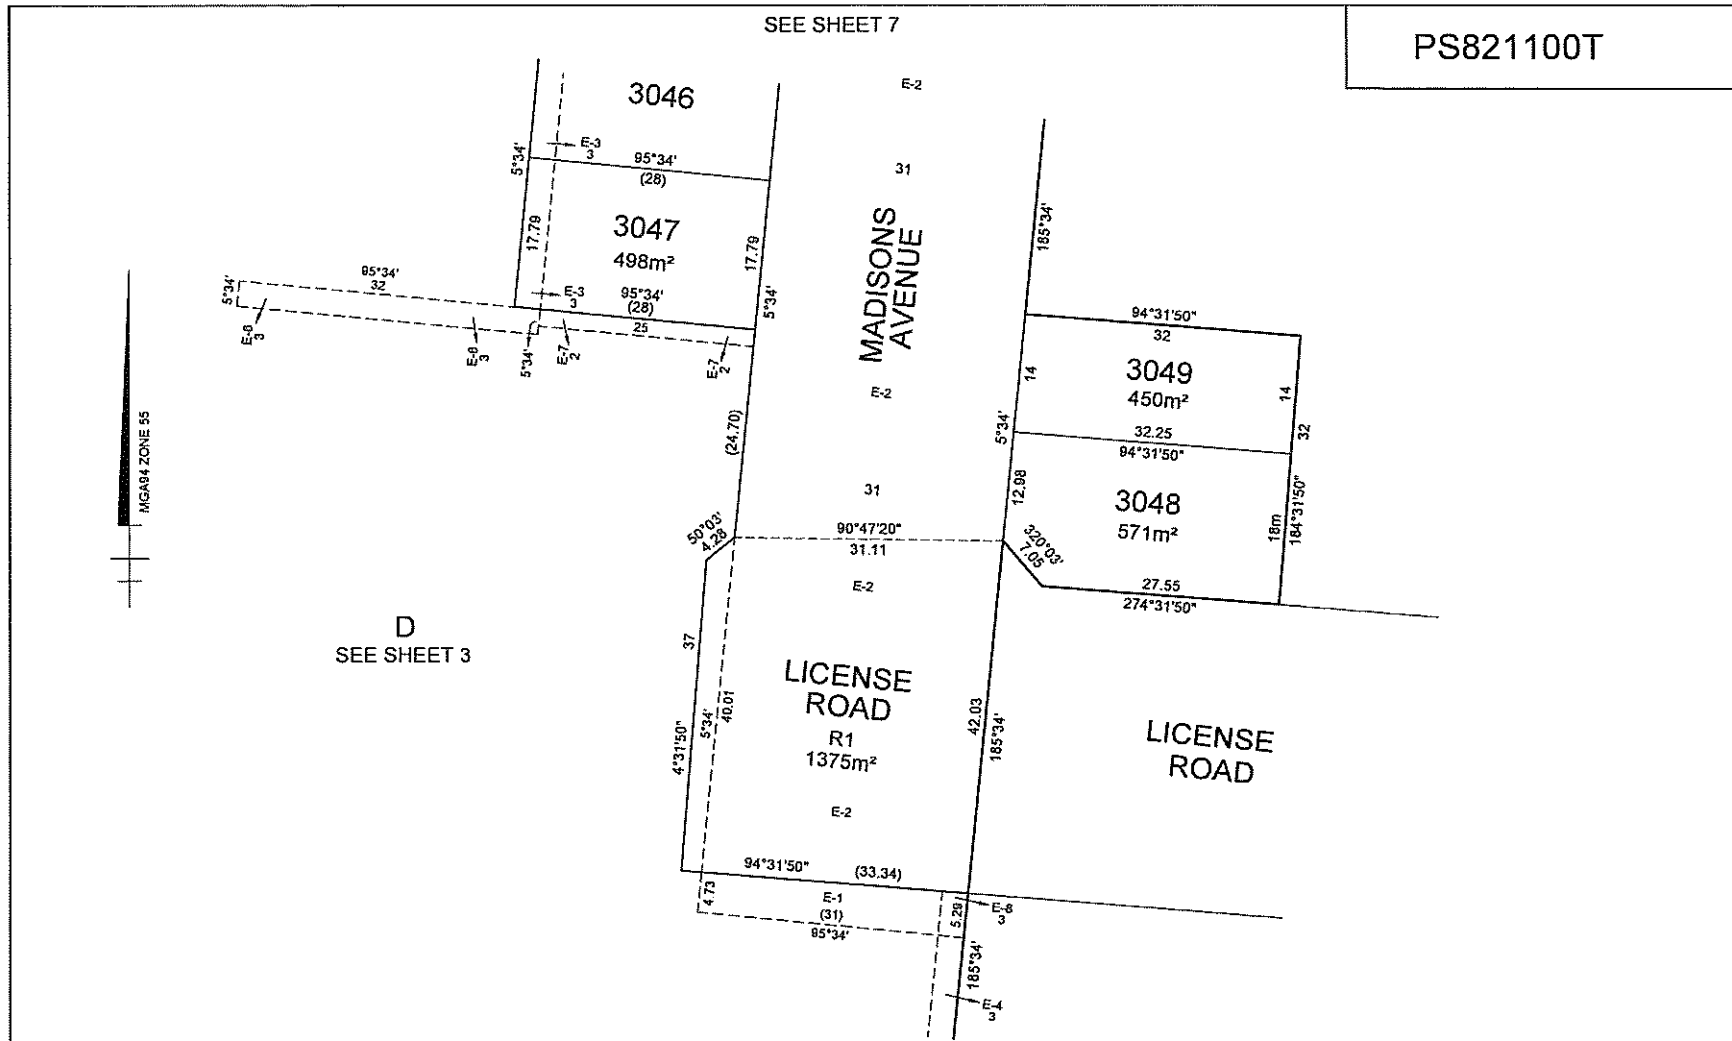 SEE SHEET 7
PS821100T
E-2
3046
E-3
3
5°34'
95°34'
(28)
31
3047
498m²
17.79
17.79
185°34'
MADISONS
AVENUE
95°34'
32
5°34'
E-3
3
95°34'
(28)
5°34'
25
E-6
3
E-6
3
5°34'
E-7
2
E-7
2
94°31'50"
32
3049
450m²
14
14
E-2
(24.70)
5°34'
32
32.25
94°31'50"
MGA94 ZONE 55
31
12.98
3048
571m²
18m
184°31'50"
50°03'
4.28
90°47'20"
31.11
320°03'
7.05
E-2
27.55
274°31'50"
D
SEE SHEET 3
37
LICENSE
ROAD
R1
1375m²
4°31'50"
5°34'
40.01
42.03
185°34'
LICENSE
ROAD
E-2
94°31'50"
(33.34)
4.73
E-1
(31)
95°34'
5.29
E-8
3
185°34'
E-4
3